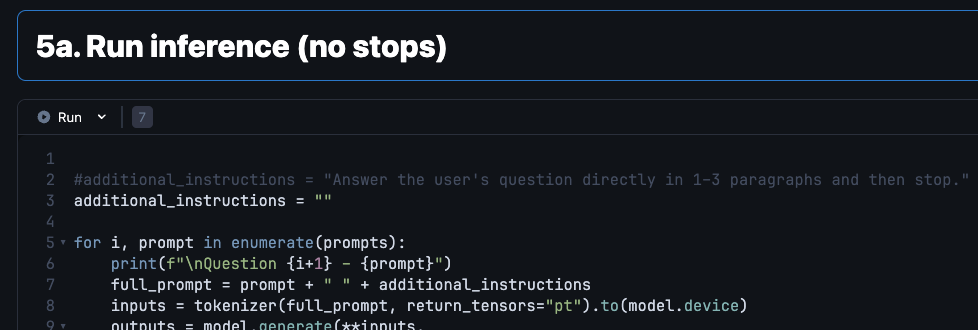 5a. Run inference (no stops)
Run 7
1
2 #additional_instructions = "Answer the user's question directly in 1-3 paragraphs and then stop."
3 additional_instructions = ""
4
5 for i, prompt in enumerate(prompts):
6     print(f"\nQuestion {i+1} - {prompt}")
7     full_prompt = prompt + " " + additional_instructions
8     inputs = tokenizer(full_prompt, return_tensors="pt").to(model.device)
9     outputs = model.generate(**inputs,